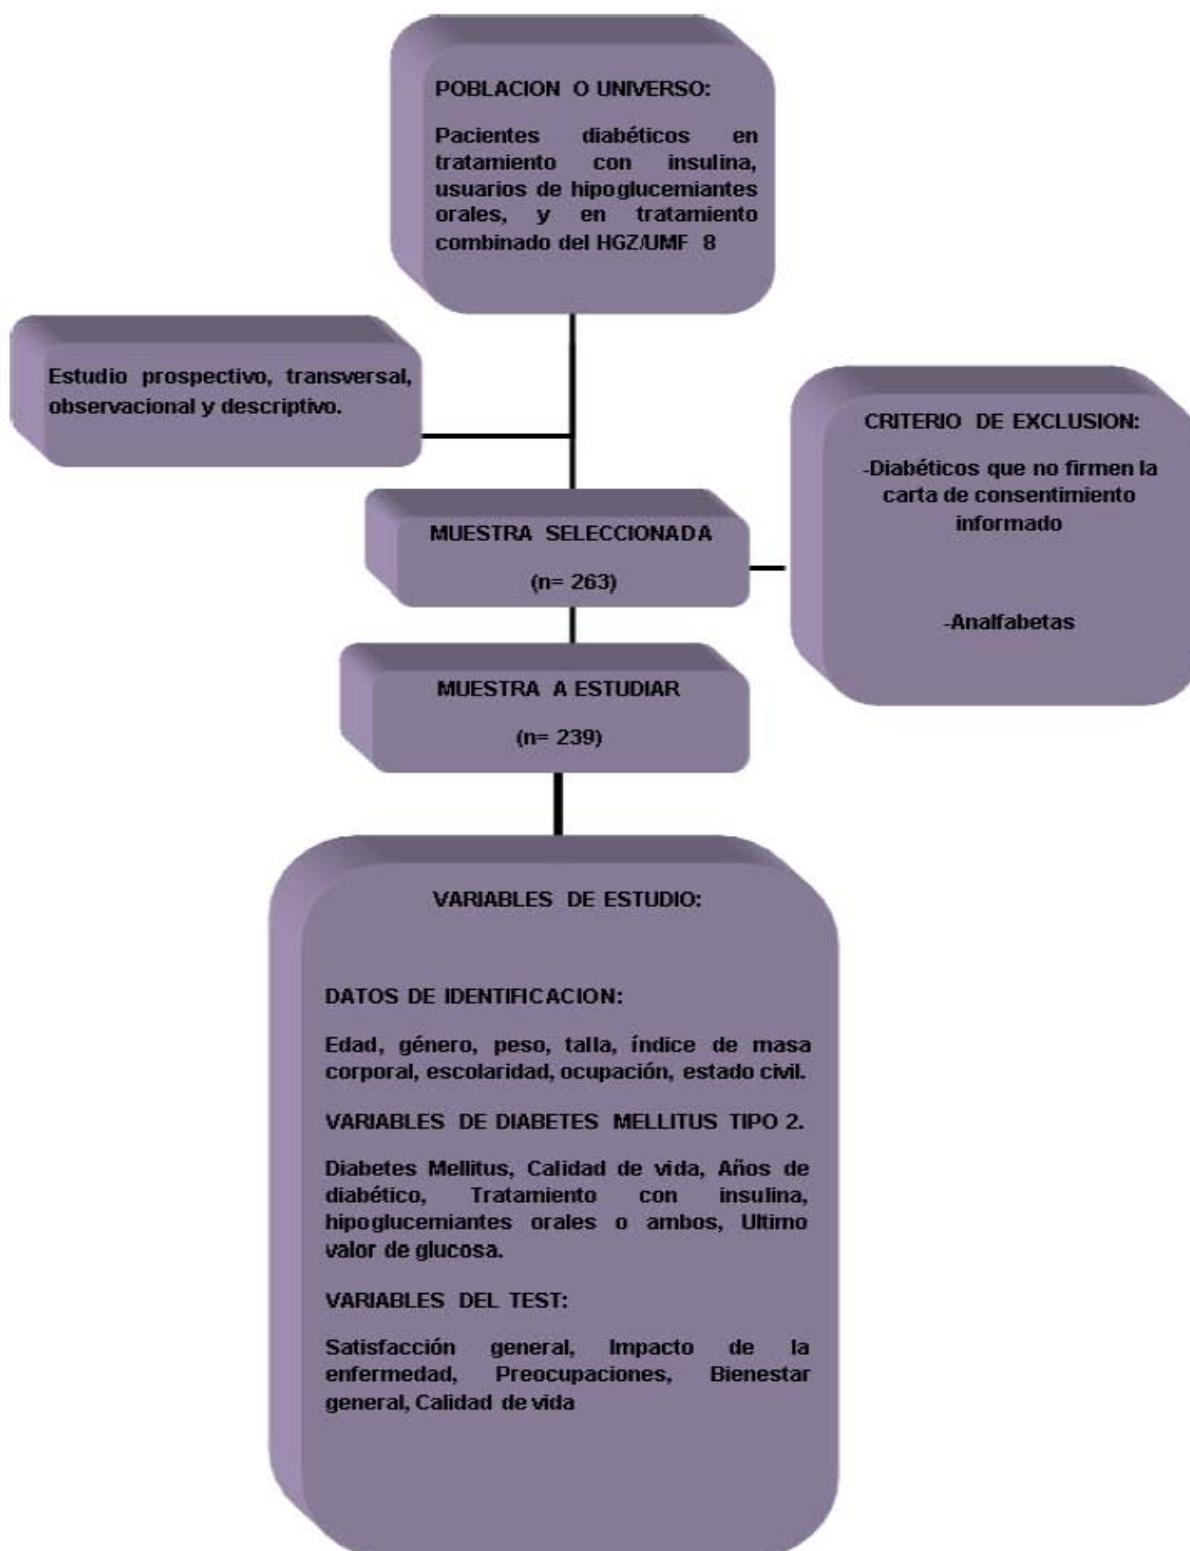 POBLACION O UNIVERSO:
Pacientes diabéticos en
tratamiento con insulina,
usuarios de hipoglucemiantes
orales, y en tratamiento
combinado del HGZ/UMF 8
Estudio prospectivo, transversal,
observacional y descriptivo.
CRITERIO DE EXCLUSION:
-Diabéticos que no firmen la
carta de consentimiento
informado
-Analfabetas
MUESTRA SELECCIONADA
(n= 263)
MUESTRA A ESTUDIAR
(n= 239)
VARIABLES DE ESTUDIO:
DATOS DE IDENTIFICACION:
Edad, género, peso, talla, índice de masa
corporal, escolaridad, ocupación, estado civil.
VARIABLES DE DIABETES MELLITUS TIPO 2.
Diabetes Mellitus, Calidad de vida, Años de
diabético, Tratamiento con insulina,
hipoglucemiantes orales o ambos, Ultimo
valor de glucosa.
VARIABLES DEL TEST:
Satisfacción general, Impacto de la
enfermedad, Preocupaciones, Bienestar
general, Calidad de vida